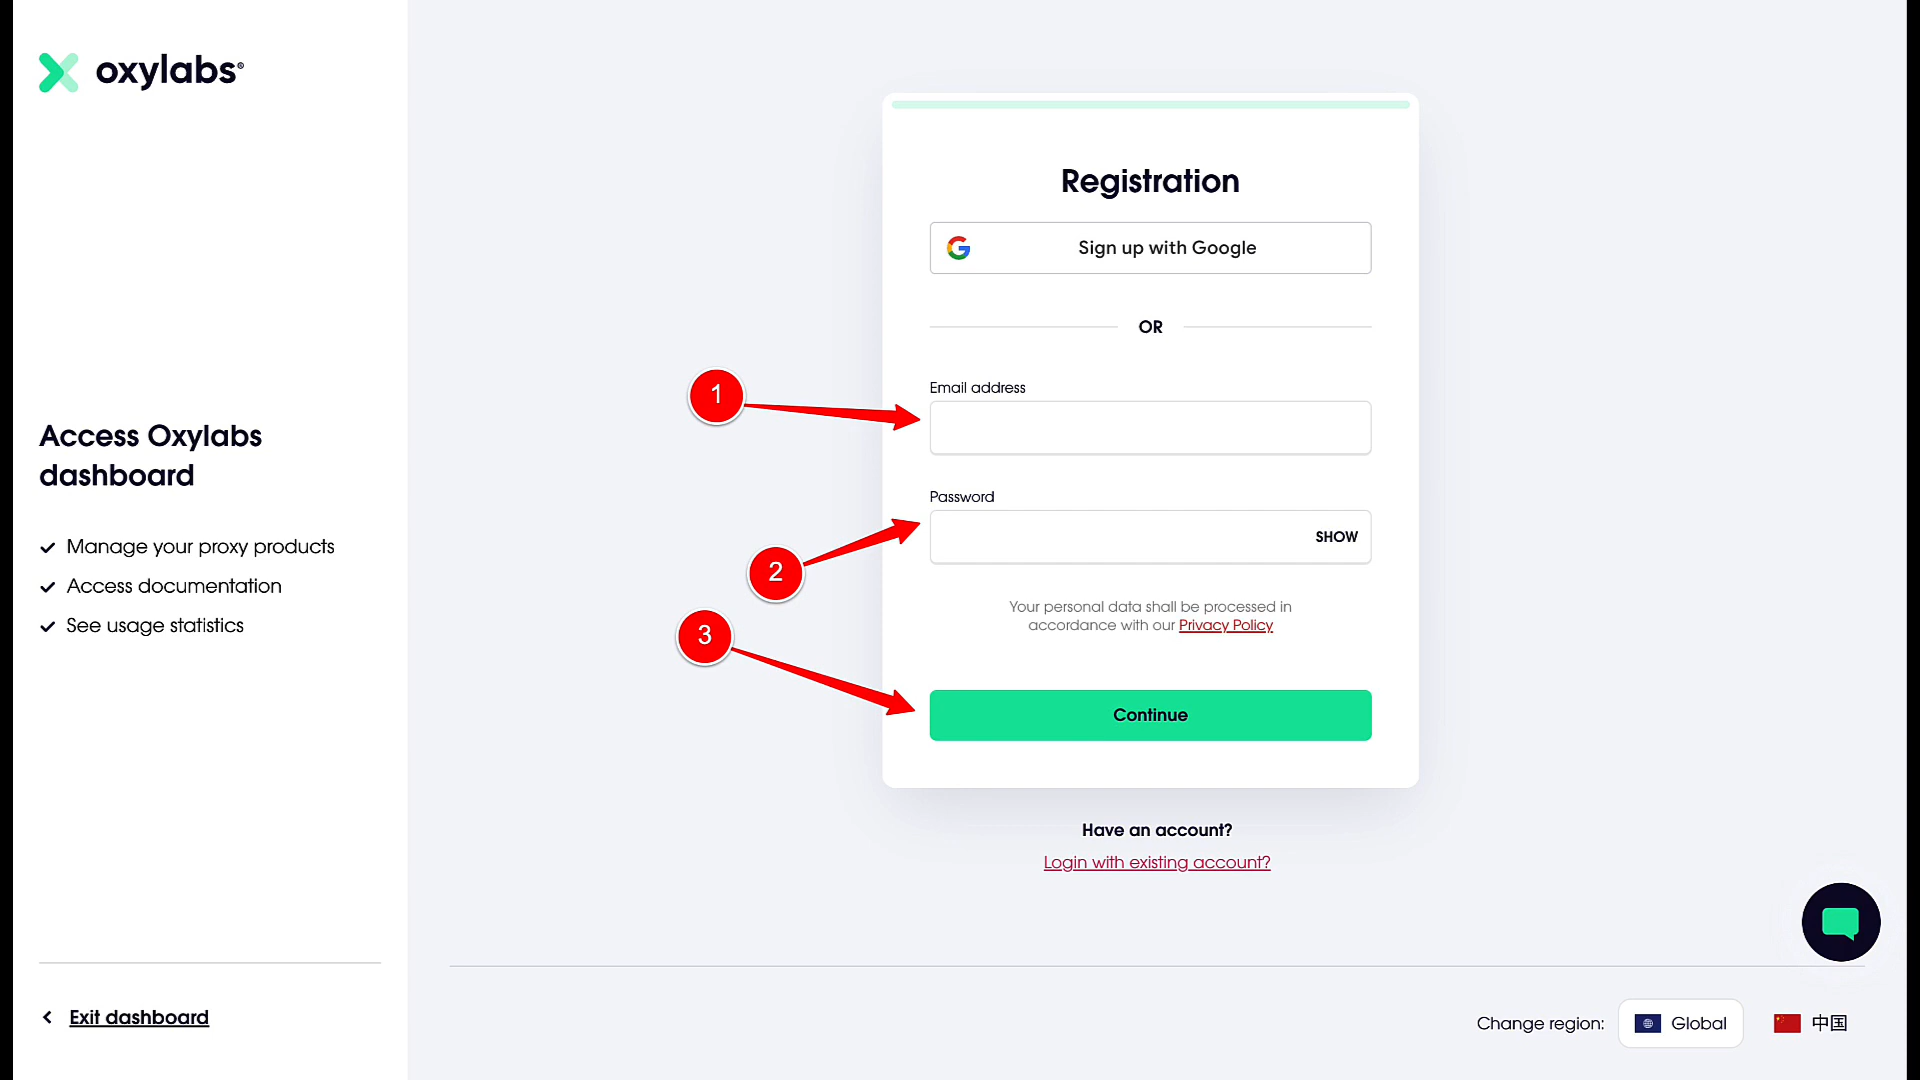 oxylabs®
Access Oxylabs
dashboard
Manage your proxy products
Access documentation
See usage statistics
Exit dashboard
Registration
Sign up with Google
OR
1
Email address
2
Password
SHOW
Your personal data shall be processed in
accordance with our Privacy Policy
3
Continue
Have an account?
Login with existing account?
Change region: Global 中国